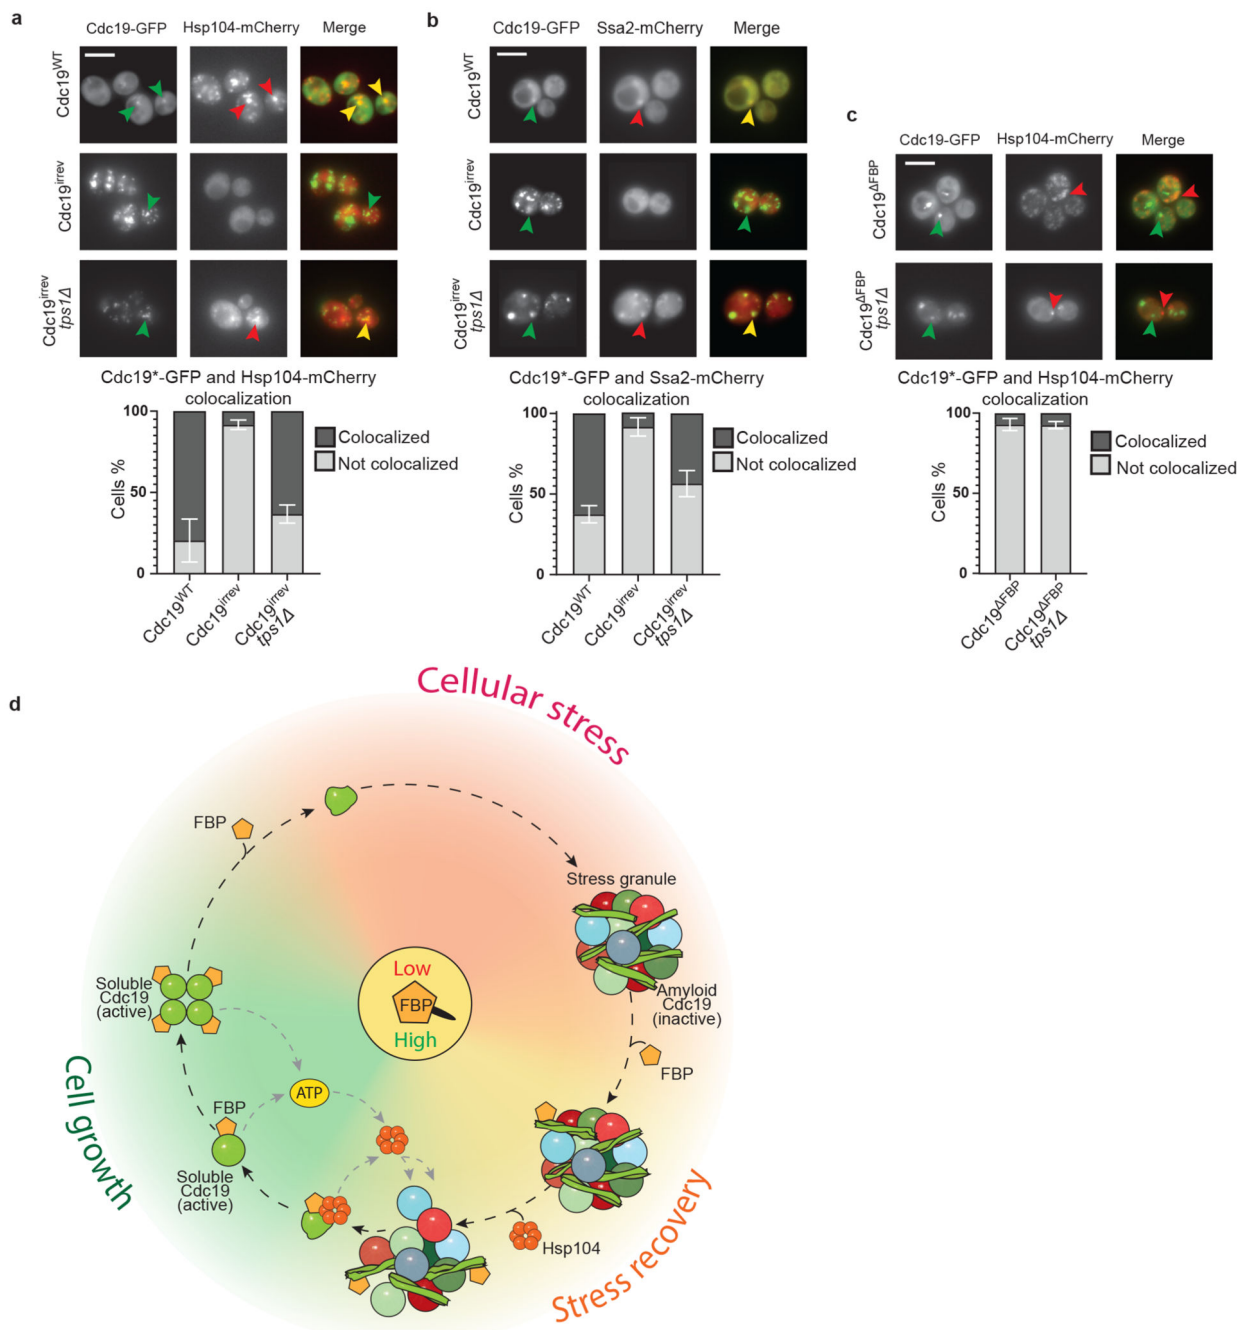 a
Cdc19-GFP Hsp104-mCherry Merge
Cdc19WT
Cdc19irrev
Cdc19irrev
tps1Δ
Cdc19*-GFP and Hsp104-mCherry
colocalization
100
50
0
Cells %
Colocalized
Not colocalized
Cdc19WT
Cdc19irrev
Cdc19irrev
tps1Δ
b
Cdc19-GFP Ssa2-mCherry Merge
Cdc19WT
Cdc19irrev
Cdc19irrev
tps1Δ
Cdc19*-GFP and Ssa2-mCherry
colocalization
100
50
0
Cells %
Colocalized
Not colocalized
Cdc19WT
Cdc19irrev
Cdc19irrev
tps1Δ
c
Cdc19-GFP Hsp104-mCherry Merge
Cdc19ΔFBP
Cdc19ΔFBP
tps1Δ
Cdc19*-GFP and Hsp104-mCherry
colocalization
100
50
0
Cells %
Colocalized
Not colocalized
Cdc19ΔFBP
Cdc19ΔFBP
tps1Δ
d
Cellular stress
FBP
Stress granule
Amyloid
Cdc19
(inactive)
FBP
Low
FBP
High
Soluble
Cdc19
(active)
ATP
FBP
Soluble
Cdc19
(active)
Hsp104
Cell growth
Stress recovery